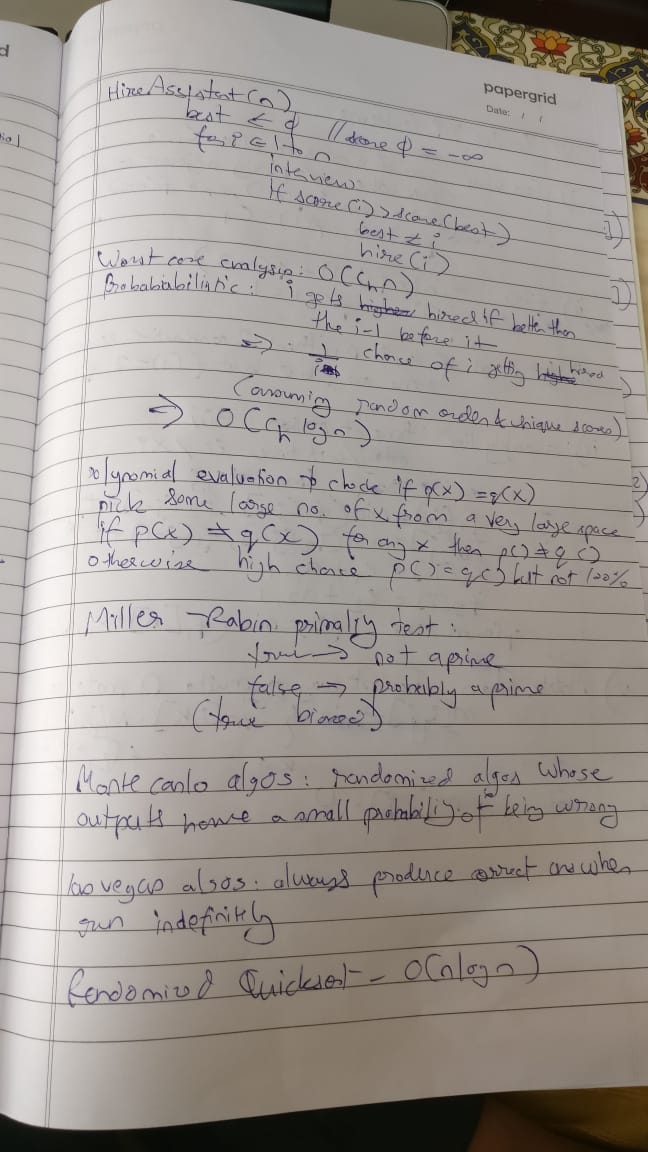 papergrid
Date: / /
HireAssistant(n)
best ← φ //score φ = -∞
for i ∈ 1 to n
interview
if score(i) > score(best)
best ← i
hire(i)
Worst case analysis: O(Ch n)
Probababilistic: i gets higher hired if better than
the i-1 before it
⇒ 1/i chance of i getting hired
(assuming random order & unique scores)
⇒ O(Ch log n)
Polynomial evaluation to check if p(x) = q(x)
pick some large no. of x from a very large space
if p(x) ≠ q(x) for any x then p() ≠ q()
otherwise high chance p() = q() but not 100%
Miller-Rabin primality test:
true → not a prime
false → probably a prime
(true biased)
Monte Carlo algos: randomized algos whose
outputs have a small probability of being wrong
Las vegas algos: always produce correct ans when
run indefinitely
Randomized Quicksort - O(n log n)